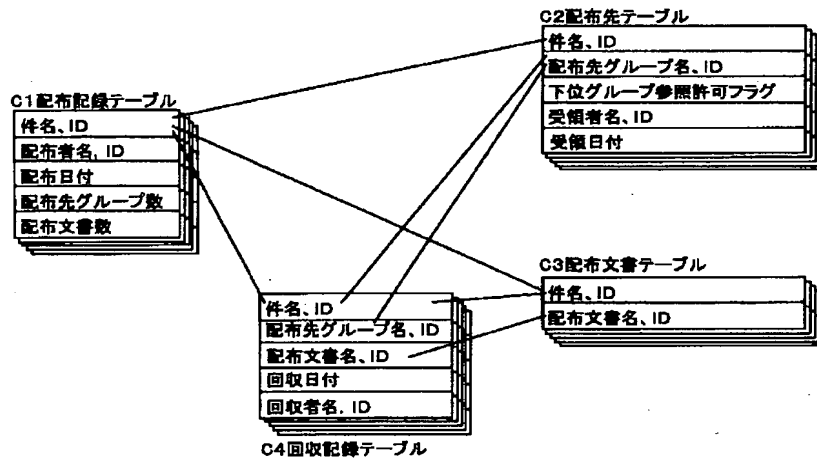 C1配布記録テーブル
件名、ID
配布者名、ID
配布日付
配布先グループ数
配布文書数
C2配布先テーブル
件名、ID
配布先グループ名、ID
下位グループ参照許可フラグ
受領者名、ID
受領日付
C3配布文書テーブル
件名、ID
配布文書名、ID
件名、ID
配布先グループ名、ID
配布文書名、ID
回収日付
回収者名．ID
C4回収記録テーブル